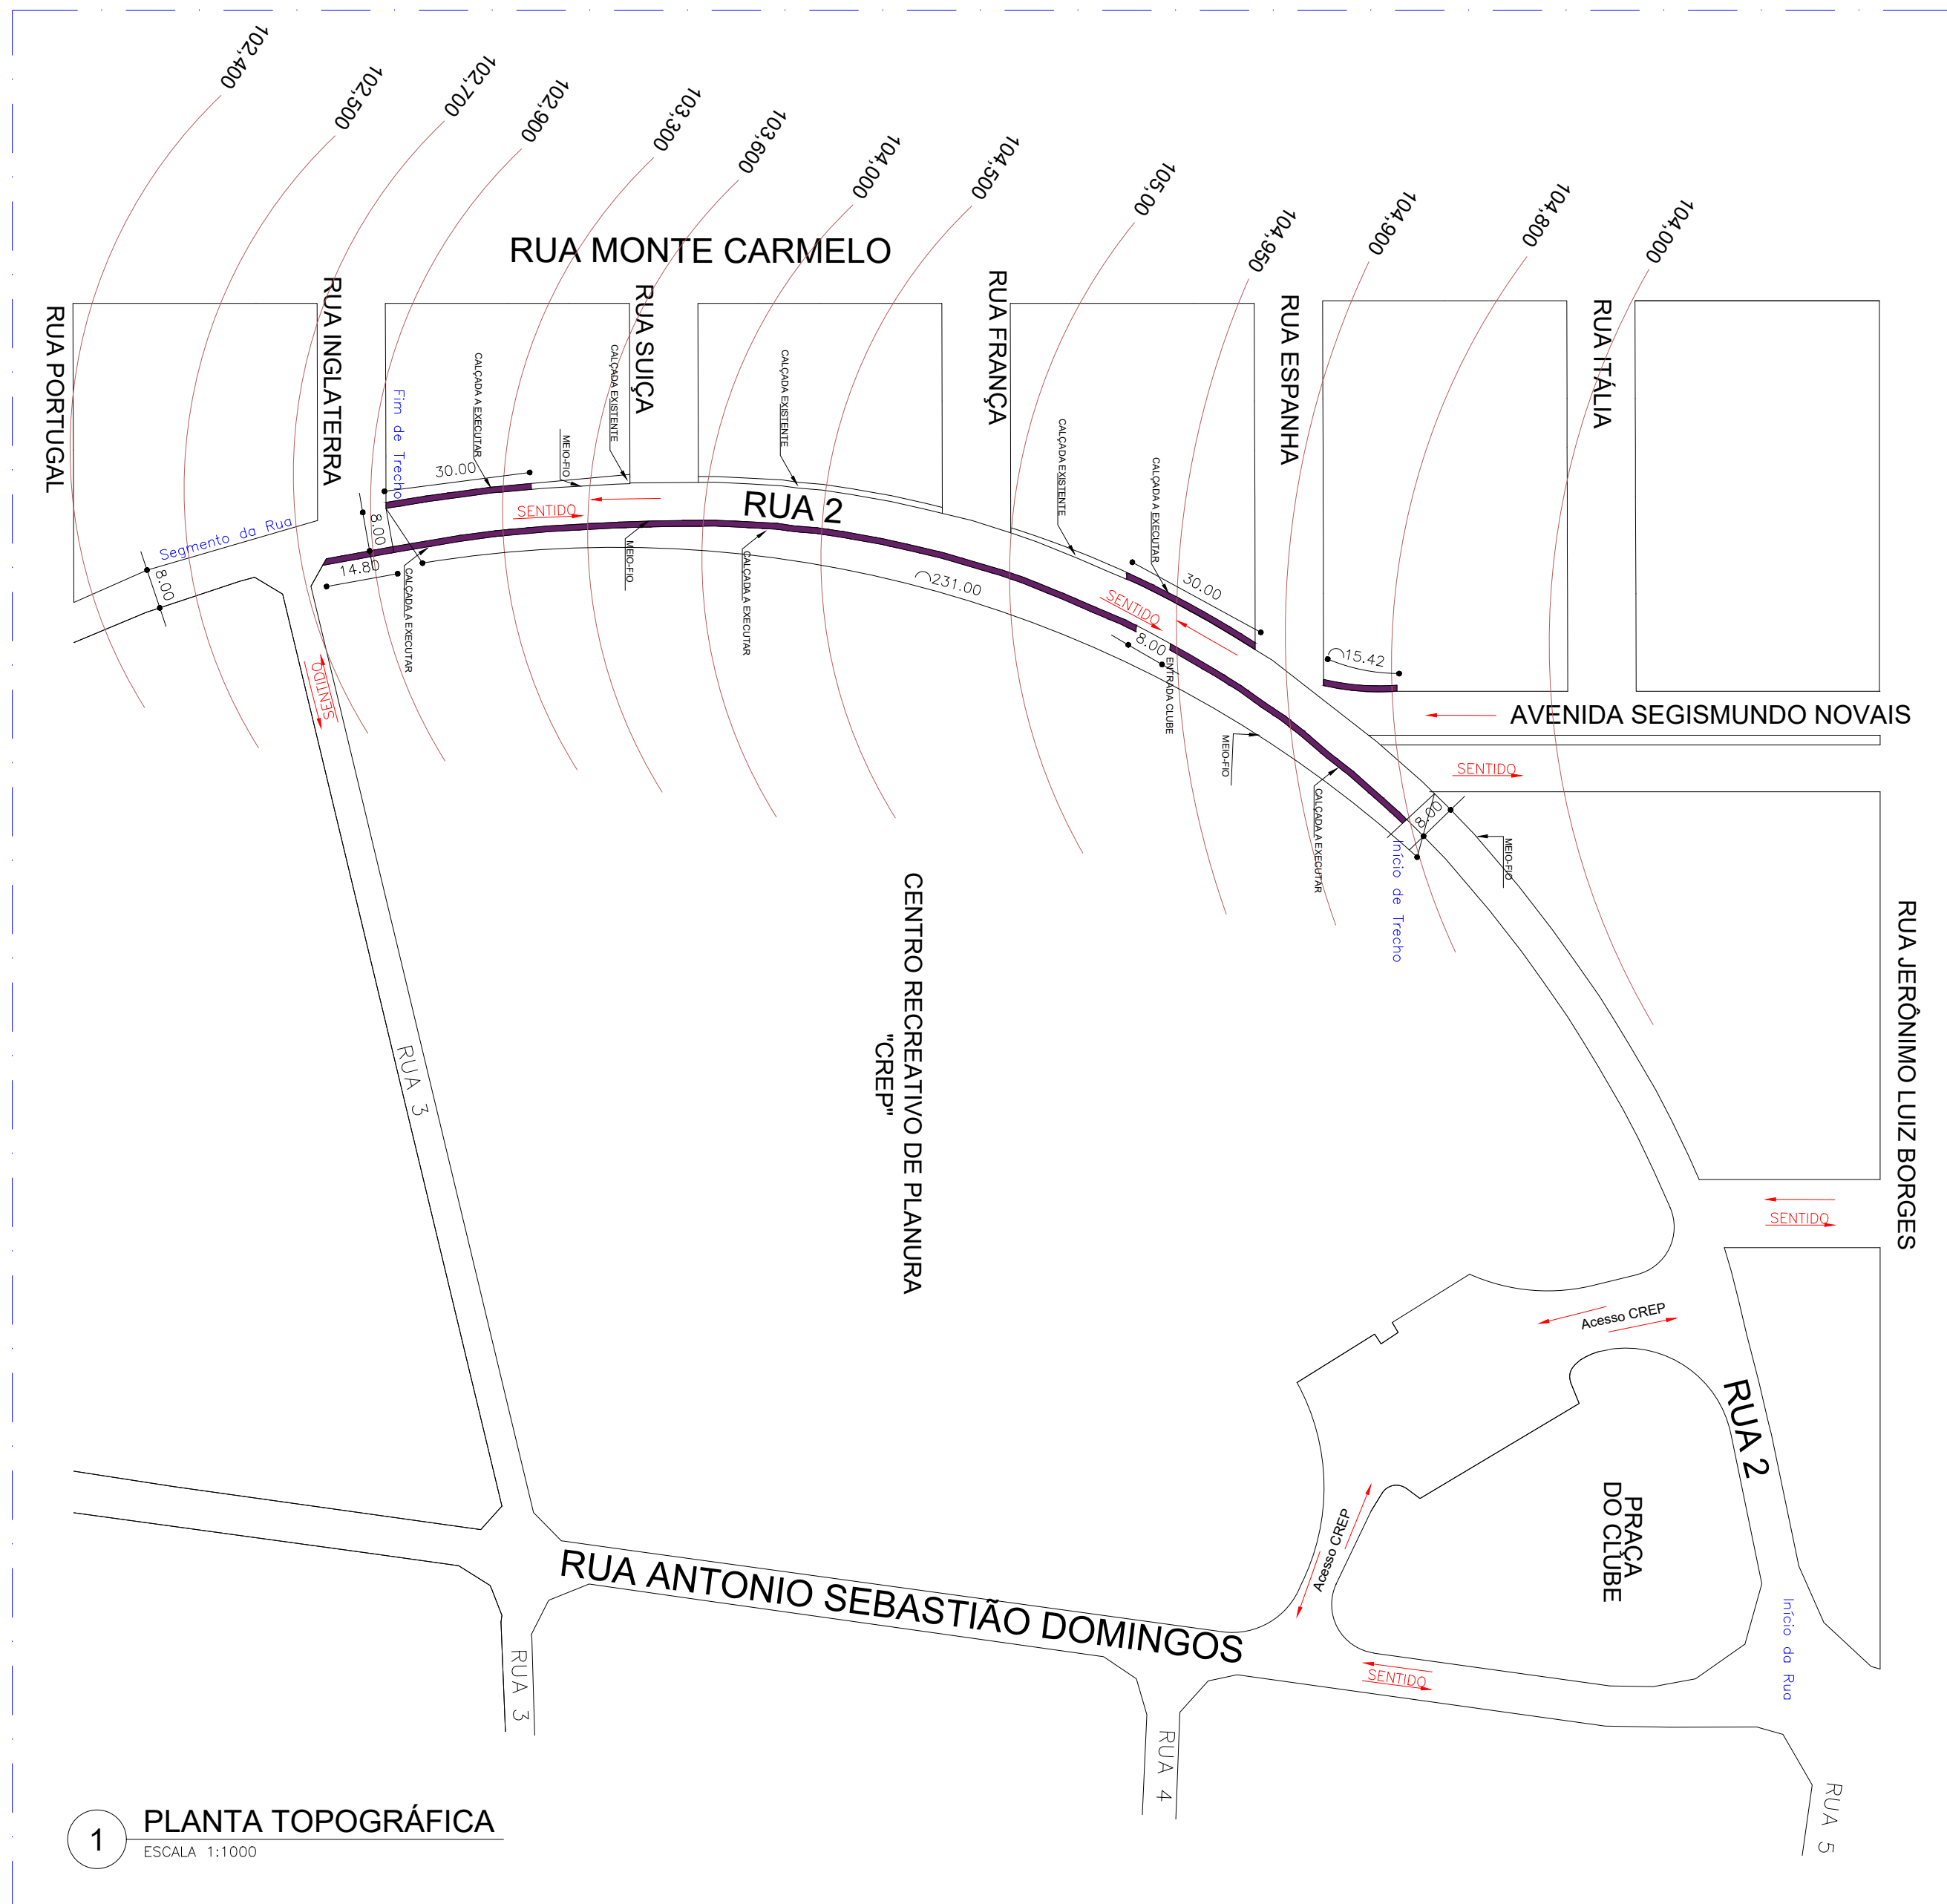 102,400
102,500
102,700
102,900
103,300
103,600
104,000
104,500
105,00
104,950
104,900
104,800
104,000
RUA MONTE CARMELO
RUA PORTUGAL
RUA INGLATERRA
RUA SUIÇA
RUA FRANÇA
RUA ESPANHA
RUA ITÁLIA
Fim de Trecho
CALÇADA A EXECUTAR
MEIO-FIO
CALÇADA EXISTENTE
CALÇADA EXISTENTE
CALÇADA EXISTENTE
CALÇADA A EXECUTAR
30.00
SENTIDO
RUA 2
8.00
Segmento da Rua
8.00
14.80
CALÇADA A EXECUTAR
MEIO-FIO
CALÇADA A EXECUTAR
231.00
SENTIDO
30.00
8.00
ENTRADA CLUBE
15.42
AVENIDA SEGISMUNDO NOVAIS
SENTIDO
MEIO-FIO
CALÇADA A EXECUTAR
8.00
Início de Trecho
MEIO-FIO
SENTIDO
RUA 3
CENTRO RECREATIVO DE PLANURA
"CREP"
RUA JERÔNIMO LUIZ BORGES
SENTIDO
Acesso CREP
RUA 2
PRAÇA
DO CLUBE
Acesso CREP
Início da Rua
RUA ANTONIO SEBASTIÃO DOMINGOS
SENTIDO
RUA 3
RUA 4
RUA 5
1
PLANTA TOPOGRÁFICA
ESCALA 1:1000